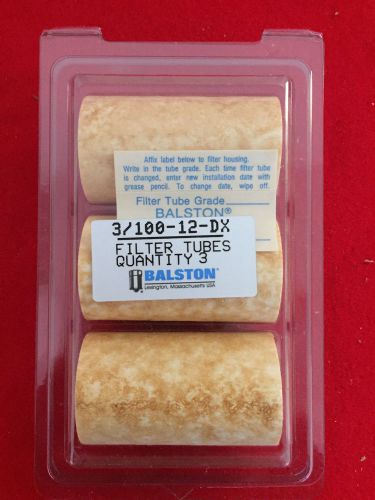 Affix label below to filter housing.
Write in the tube grade. Each time filter tube
is changed, enter new installation date with
grease pencil. To change date, wipe off.
Filter Tube Grade
BALSTON®
3/100-12-DX
FILTER TUBES
QUANTITY 3
BALSTON®
Lexington, Massachusetts USA